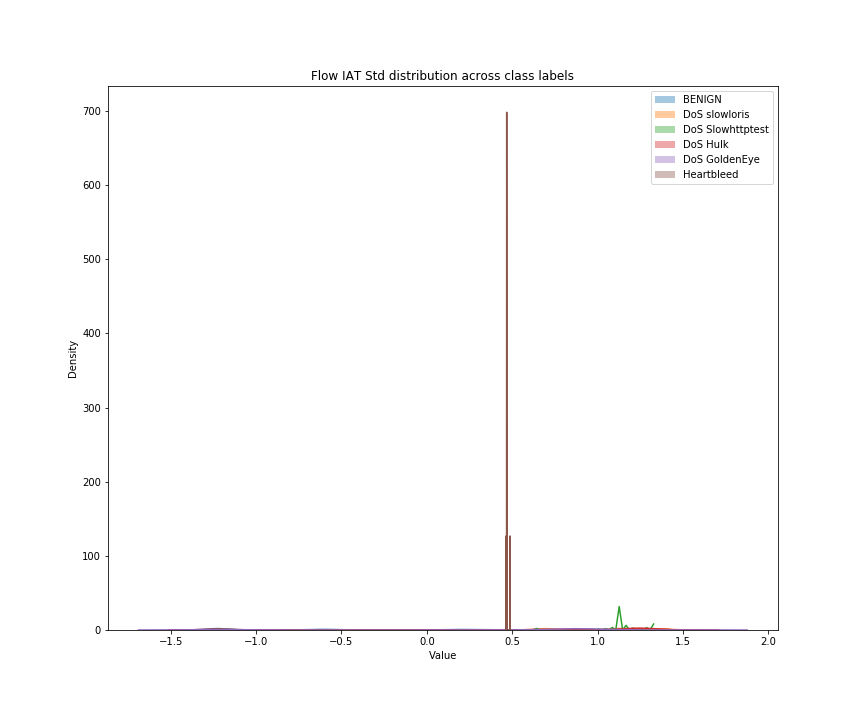 Flow IAT Std distribution across class labels
BENIGN
DoS slowloris
DoS Slowhttptest
DoS Hulk
DoS GoldenEye
Heartbleed
700
600
500
400
300
200
100
0
Density
−1.5 −1.0 −0.5 0.0 0.5 1.0 1.5 2.0
Value